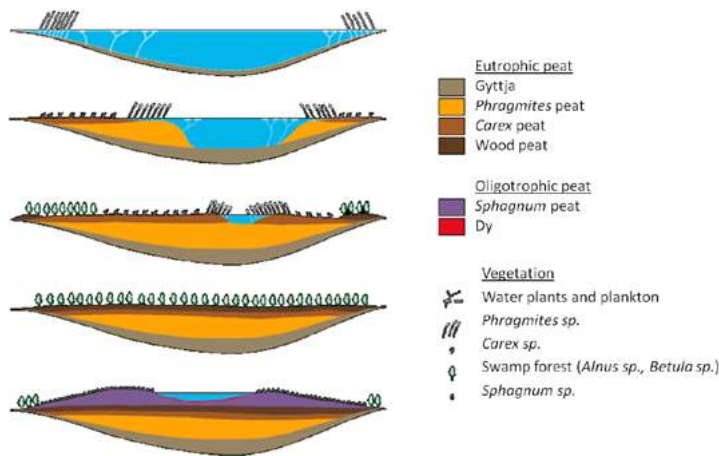 Eutrophic peat
Gyttja
Phragmites peat
Carex peat
Wood peat
Oligotrophic peat
Sphagnum peat
Dy
Vegetation
Water plants and plankton
Phragmites sp.
Carex sp.
Swamp forest (Alnus sp., Betula sp.)
Sphagnum sp.